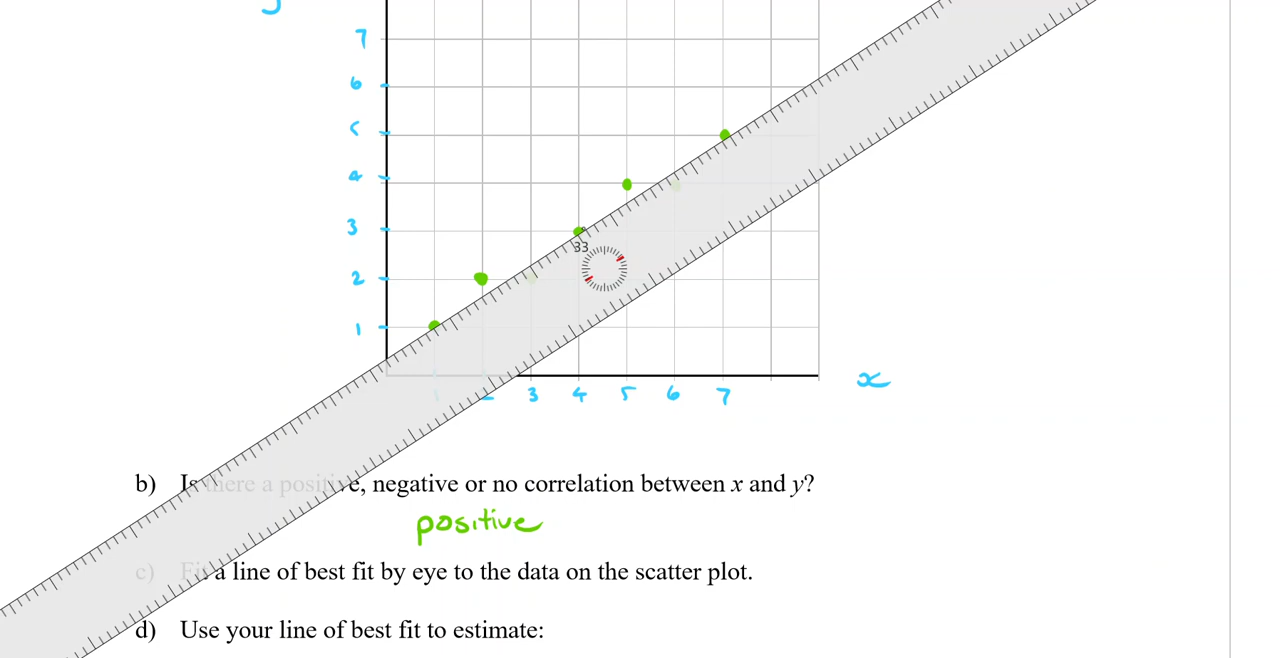 7
6
5
4
3
2
1
33
3 4 5 6 7
x
b) Is there a positive, negative or no correlation between x and y?
positive
c) Fit a line of best fit by eye to the data on the scatter plot.
d) Use your line of best fit to estimate: